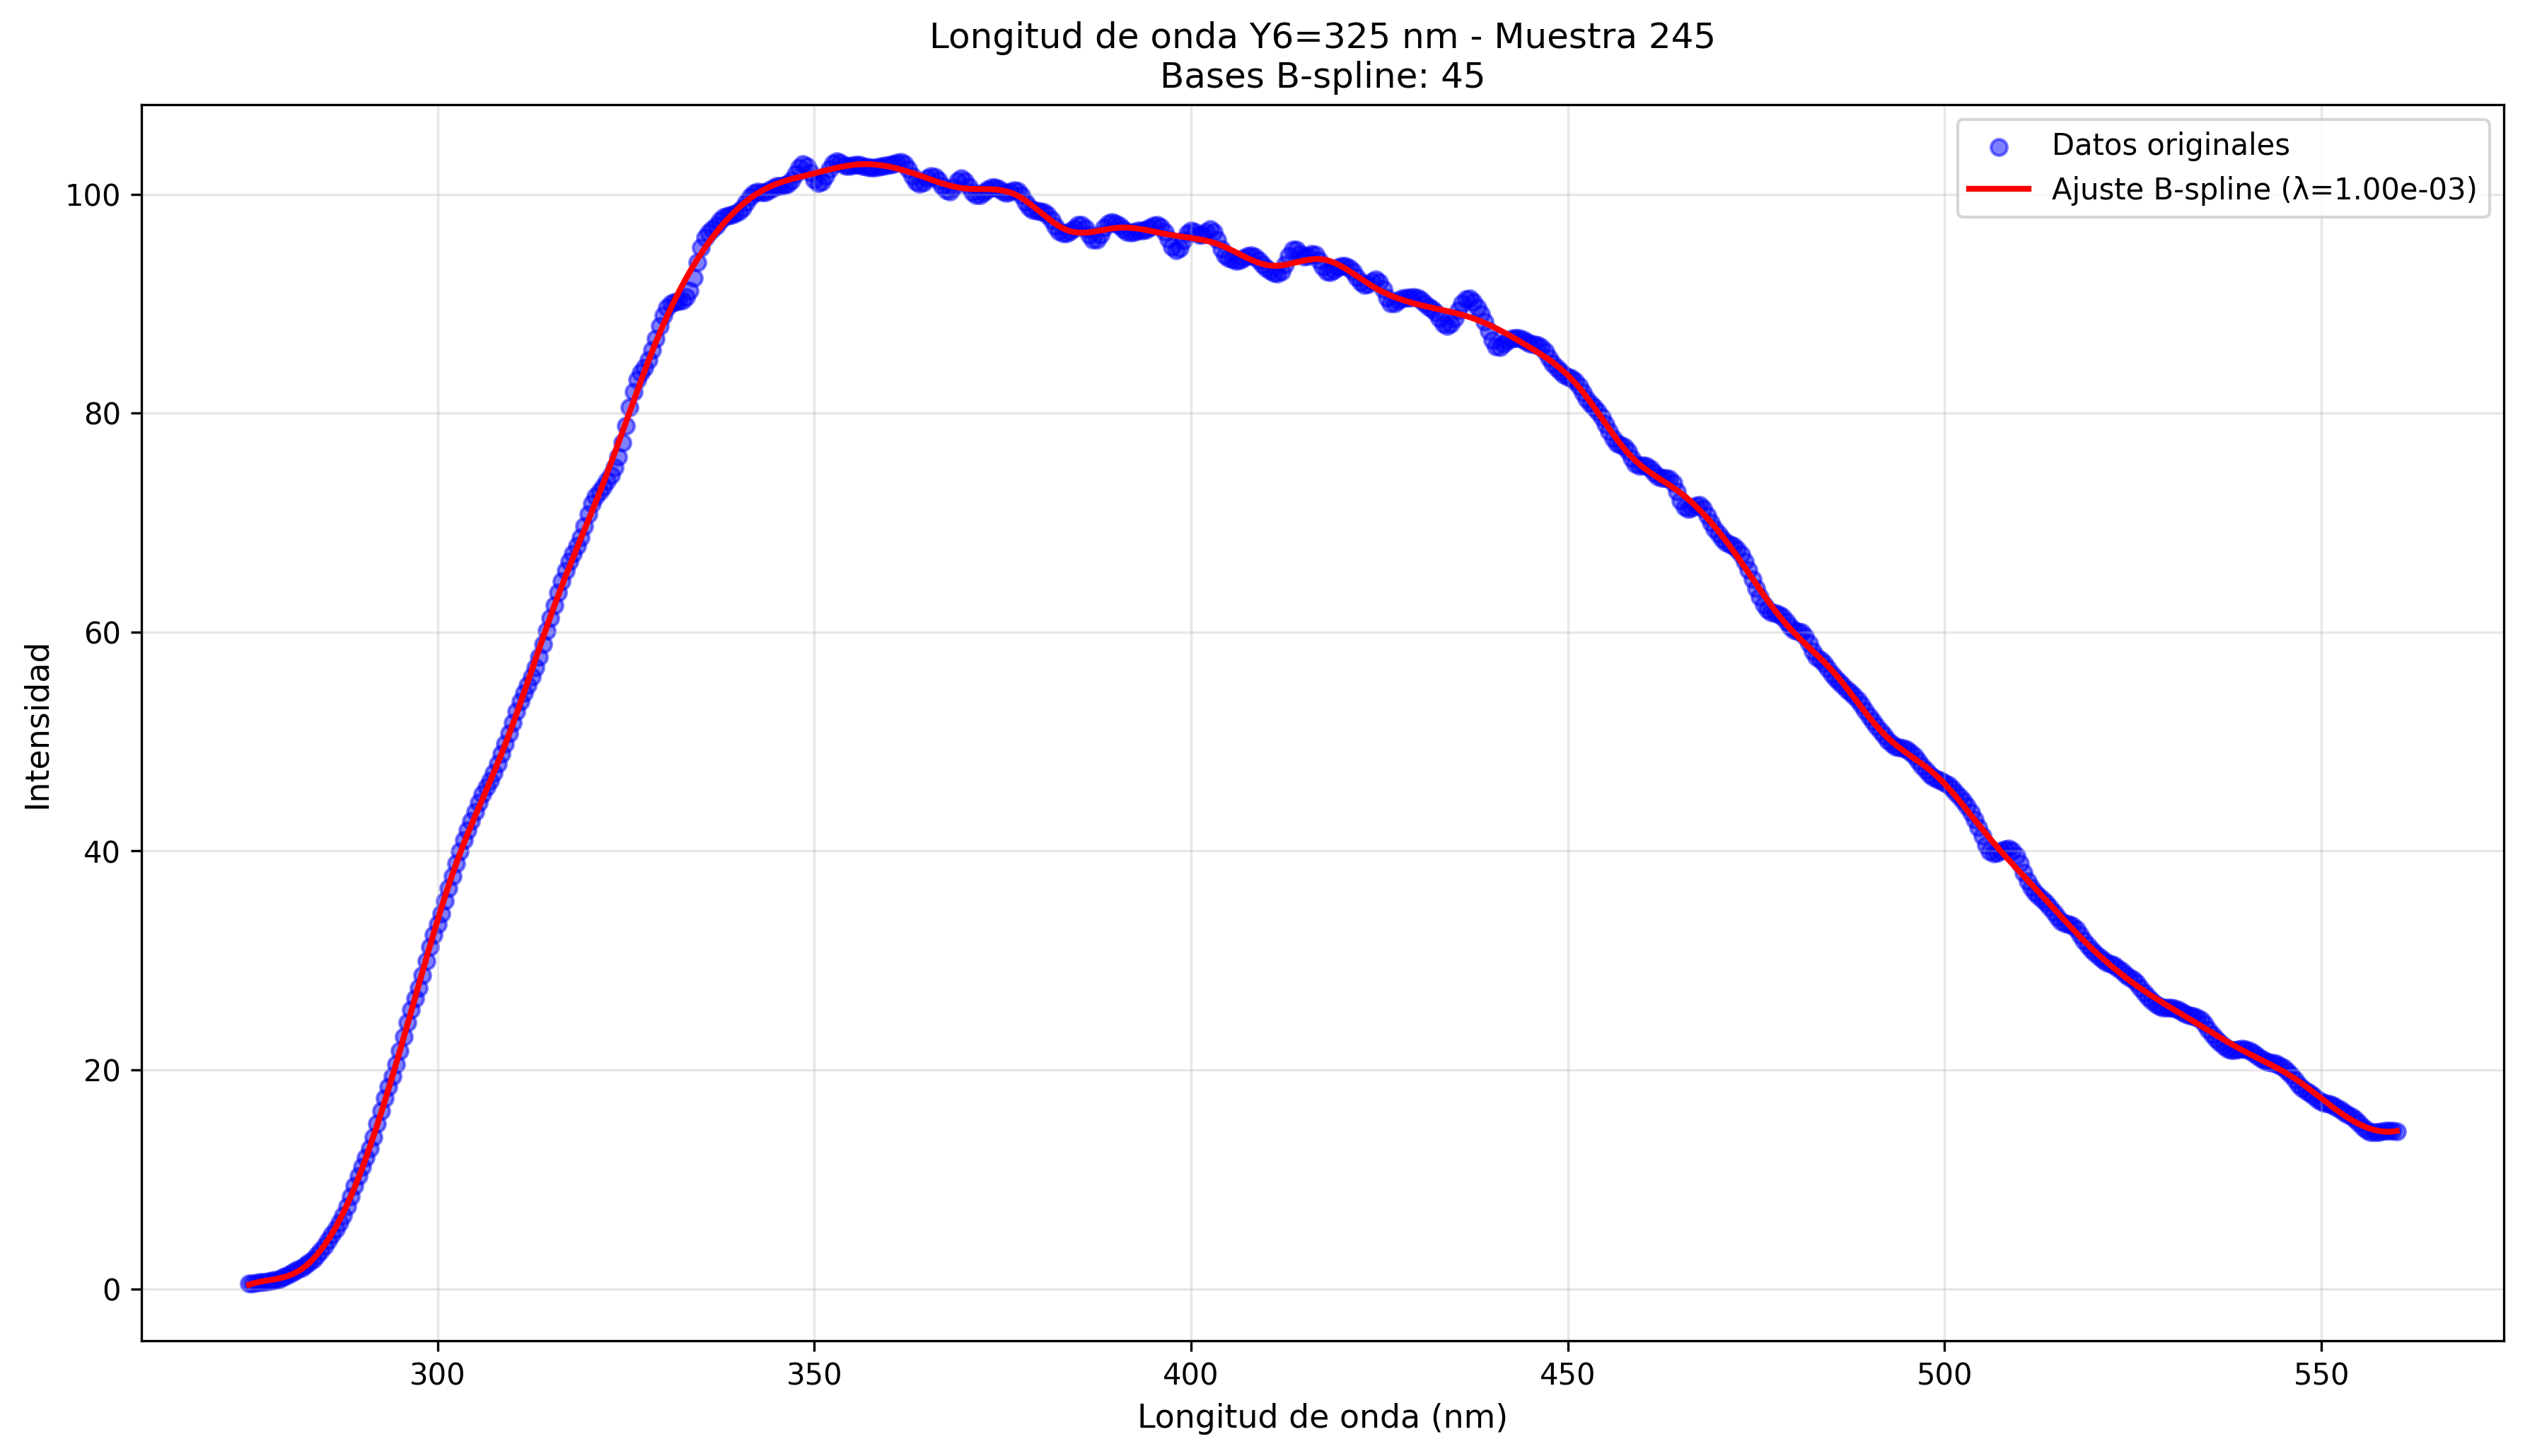 Longitud de onda Y6=325 nm - Muestra 245
Bases B-spline: 45
Datos originales
Ajuste B-spline (λ=1.00e-03)
Intensidad
100
80
60
40
20
0
300 350 400 450 500 550
Longitud de onda (nm)